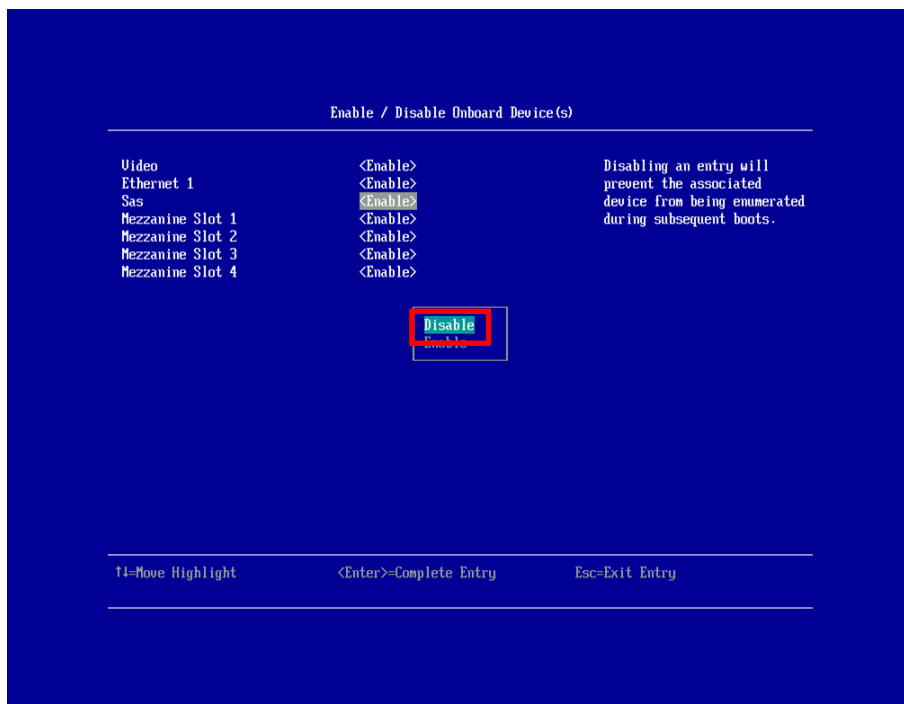 Enable / Disable Onboard Device(s)
Video <Enable>
Ethernet 1 <Enable>
Sas <Enable>
Mezzanine Slot 1 <Enable>
Mezzanine Slot 2 <Enable>
Mezzanine Slot 3 <Enable>
Mezzanine Slot 4 <Enable>
Disabling an entry will
prevent the associated
device from being enumerated
during subsequent boots.
Disable
Enable
↑↓=Move Highlight <Enter>=Complete Entry Esc=Exit Entry